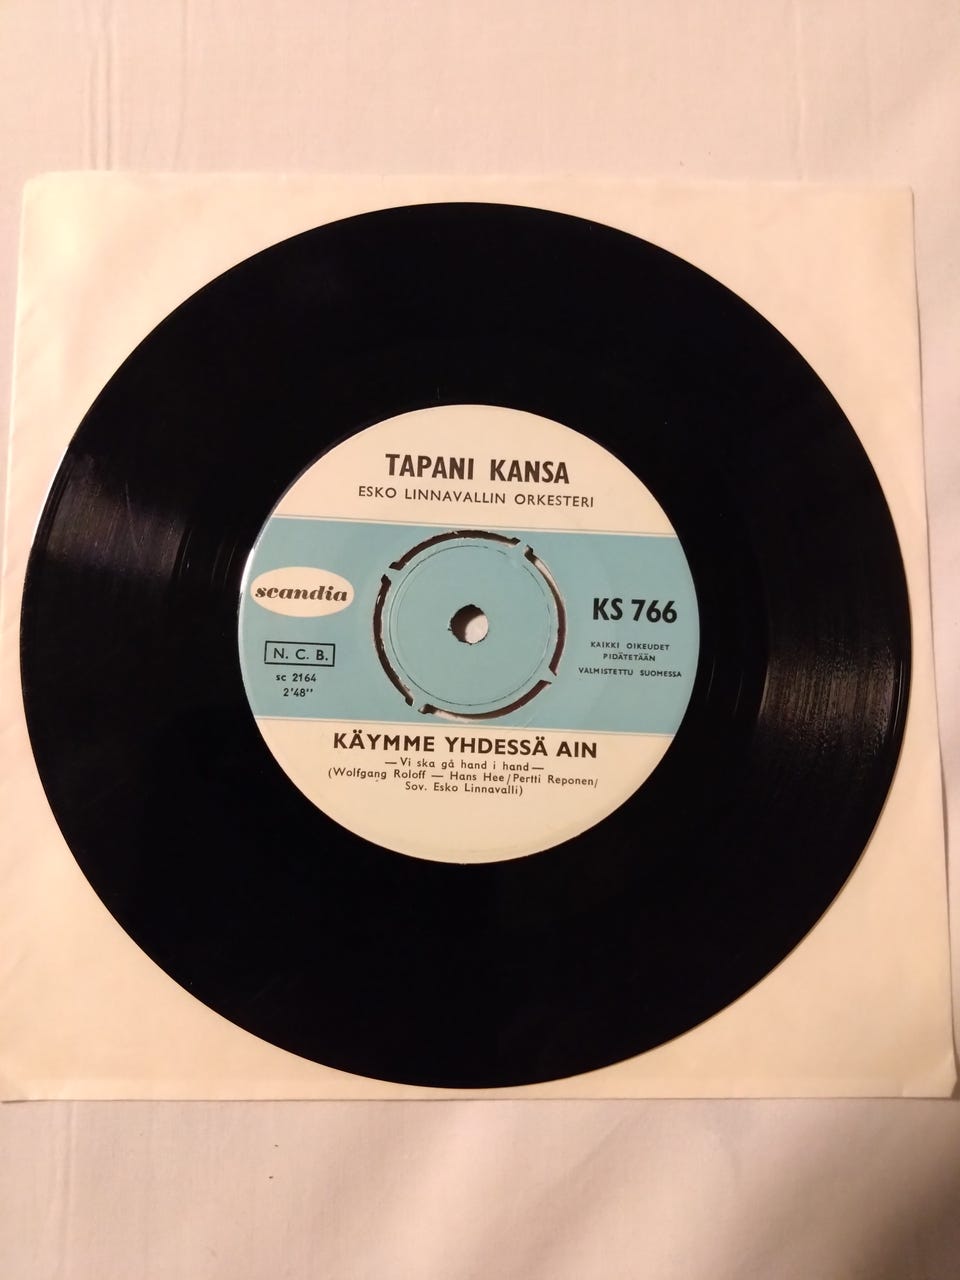 TAPANI KANSA
ESKO LINNAVALLIN ORKESTERI
scandia
N. C. B.
sc 2164
2'48''
KS 766
KAIKKI OIKEUDET
PIDÄTETÄÄN
VALMISTETTU SUOMESSA
KÄYMME YHDESSÄ AIN
— Vi ska gå hand i hand —
(Wolfgang Roloff — Hans Hee/Pertti Reponen/
Sov. Esko Linnavalli)